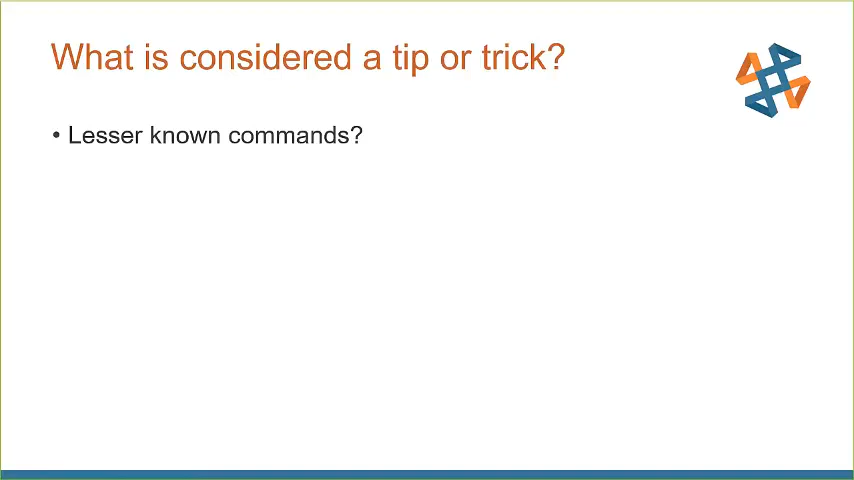 What is considered a tip or trick?
• Lesser known commands?